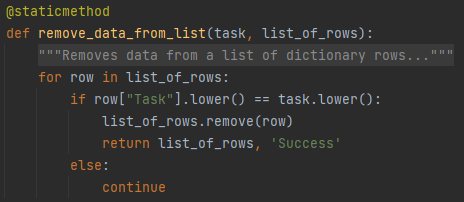 @staticmethod
def remove_data_from_list(task, list_of_rows):
    """Removes data from a list of dictionary rows..."""
    for row in list_of_rows:
        if row["Task"].lower() == task.lower():
            list_of_rows.remove(row)
            return list_of_rows, 'Success'
        else:
            continue